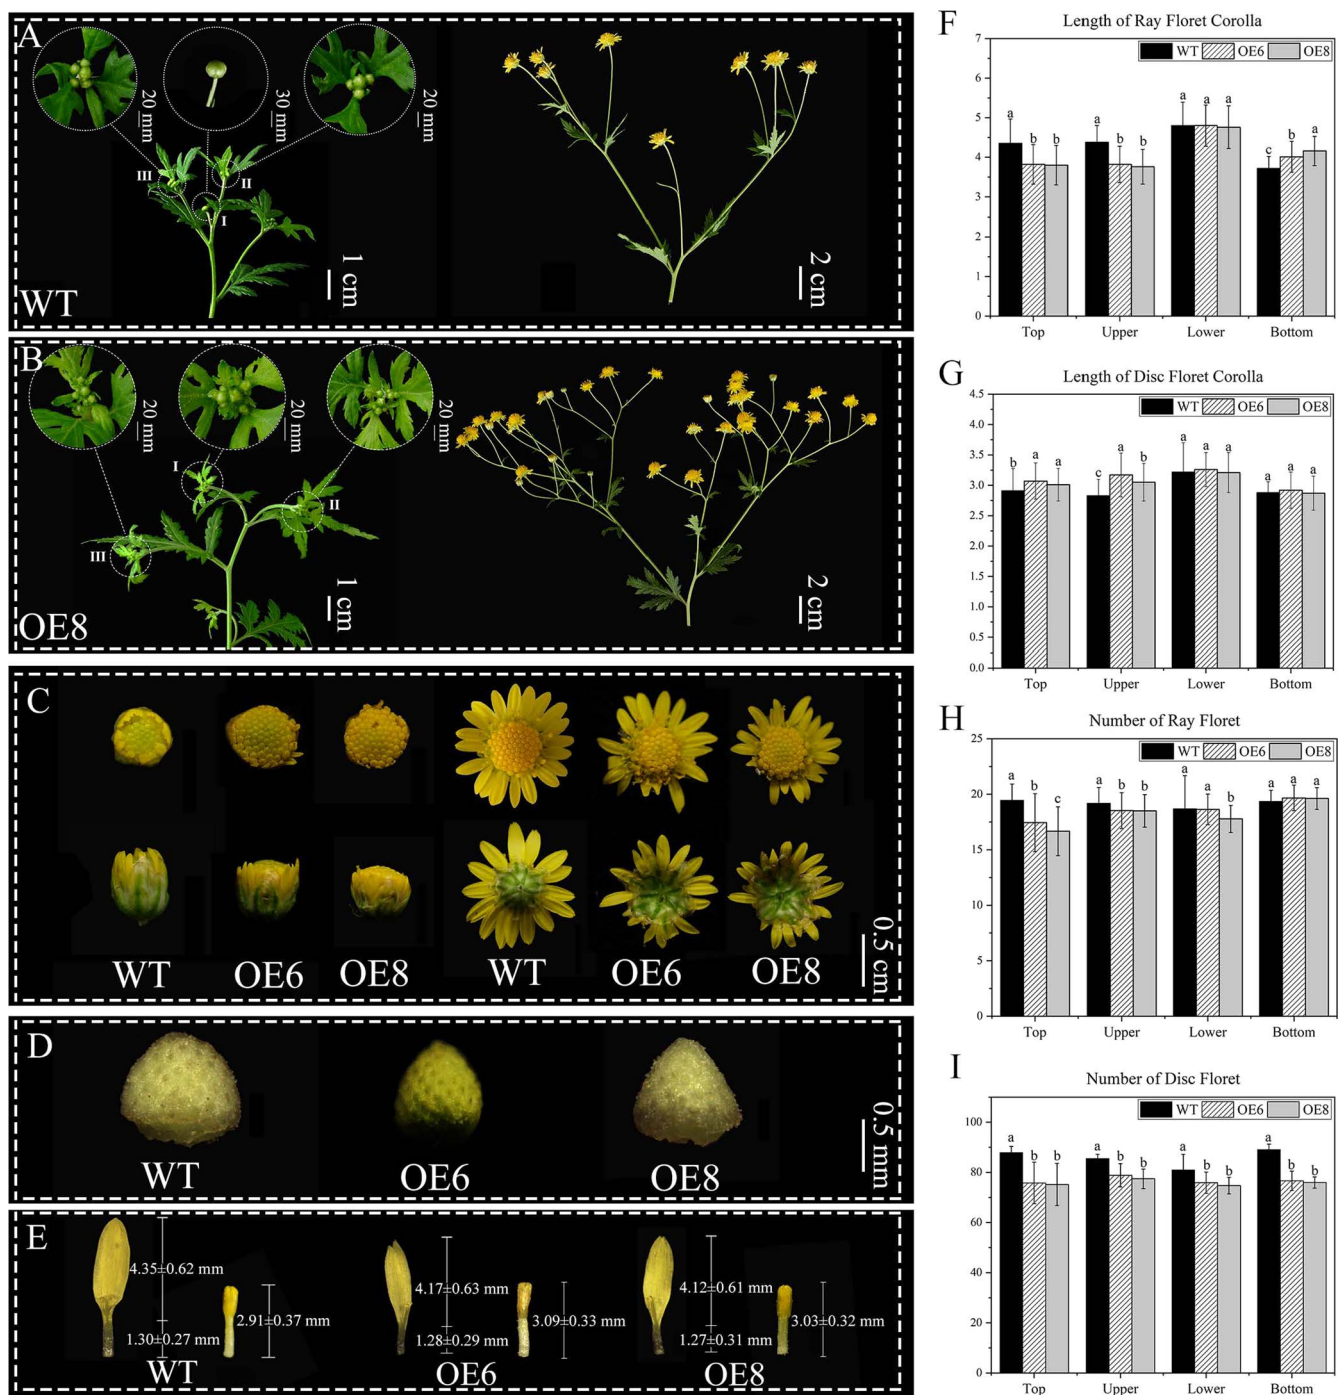 A
20 mm
30 mm
20 mm
III
II
I
1 cm
2 cm
WT
B
20 mm
20 mm
20 mm
I
II
III
1 cm
2 cm
OE8
C
WT
OE6
OE8
WT
OE6
OE8
0.5 cm
D
WT
OE6
OE8
0.5 mm
E
4.35±0.62 mm
1.30±0.27 mm
2.91±0.37 mm
4.17±0.63 mm
1.28±0.29 mm
3.09±0.33 mm
4.12±0.61 mm
1.27±0.31 mm
3.03±0.32 mm
WT
OE6
OE8
F
Length of Ray Floret Corolla
WT OE6 OE8
7
6
5
4
3
2
1
0
a b b a b b a a a c b a
Top Upper Lower Bottom
G
Length of Disc Floret Corolla
WT OE6 OE8
4.5
4.0
3.5
3.0
2.5
2.0
1.5
1.0
0.5
0.0
b a a c a b a a a a a a
Top Upper Lower Bottom
H
Number of Ray Floret
WT OE6 OE8
25
20
15
10
5
0
a b c a b b a a b a a a
Top Upper Lower Bottom
I
Number of Disc Floret
WT OE6 OE8
100
80
60
40
20
0
a b b a b b a b b a b b
Top Upper Lower Bottom